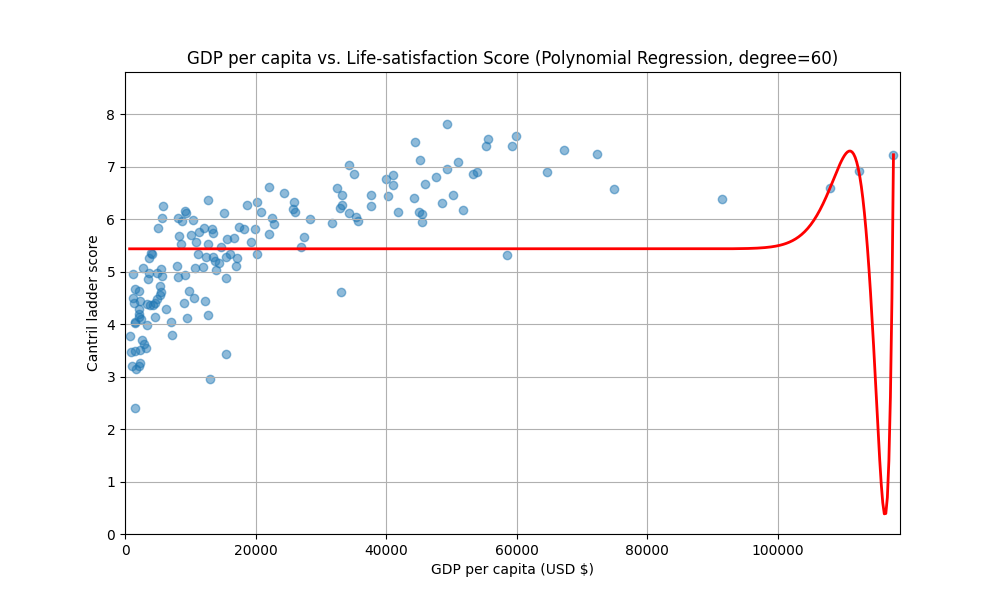 GDP per capita vs. Life-satisfaction Score (Polynomial Regression, degree=60)
Cantril ladder score
8
7
6
5
4
3
2
1
0
0 20000 40000 60000 80000 100000
GDP per capita (USD $)